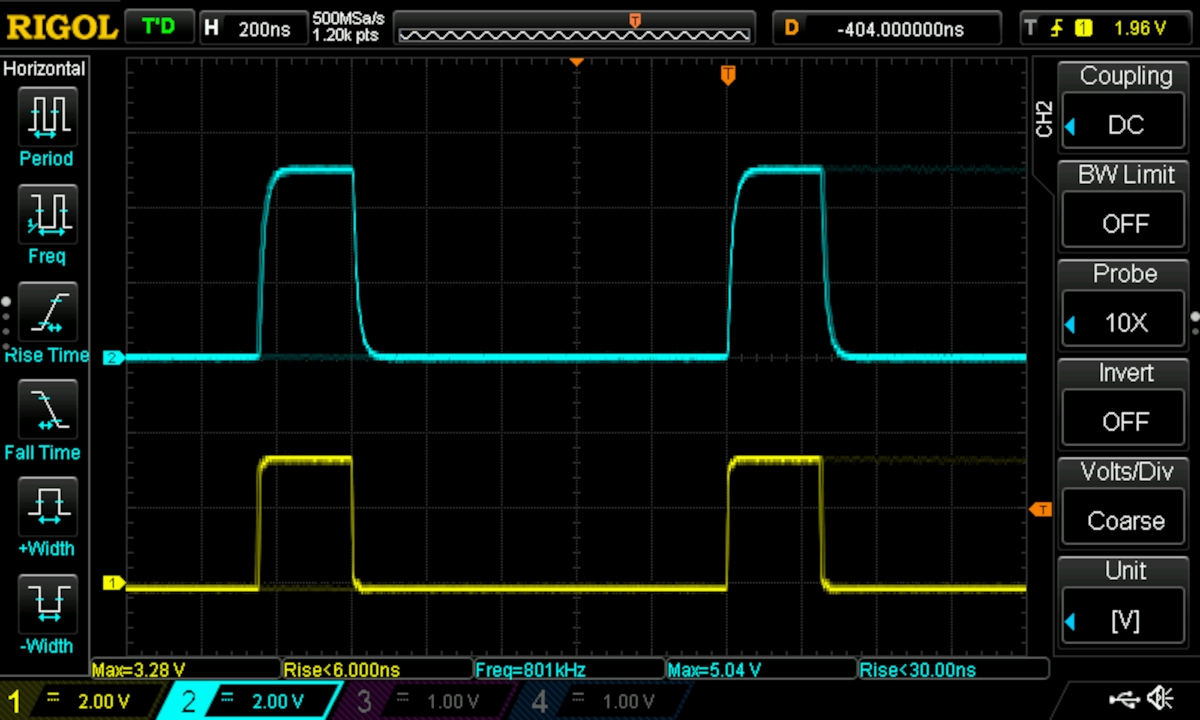 RIGOL T'D H 200ns 500MSa/s 1.20k pts T D -404.000000ns T 1 1.96 V
Horizontal
Period
Freq
Rise Time
Fall Time
+Width
-Width
T
2
1
T
CH2
Coupling
DC
BW Limit
OFF
Probe
10X
Invert
OFF
Volts/Div
Coarse
Unit
[V]
Max=3.28 V Rise<6.000ns Freq=801kHz Max=5.04 V Rise<30.00ns
1 2.00 V 2 2.00 V 3 1.00 V 4 1.00 V